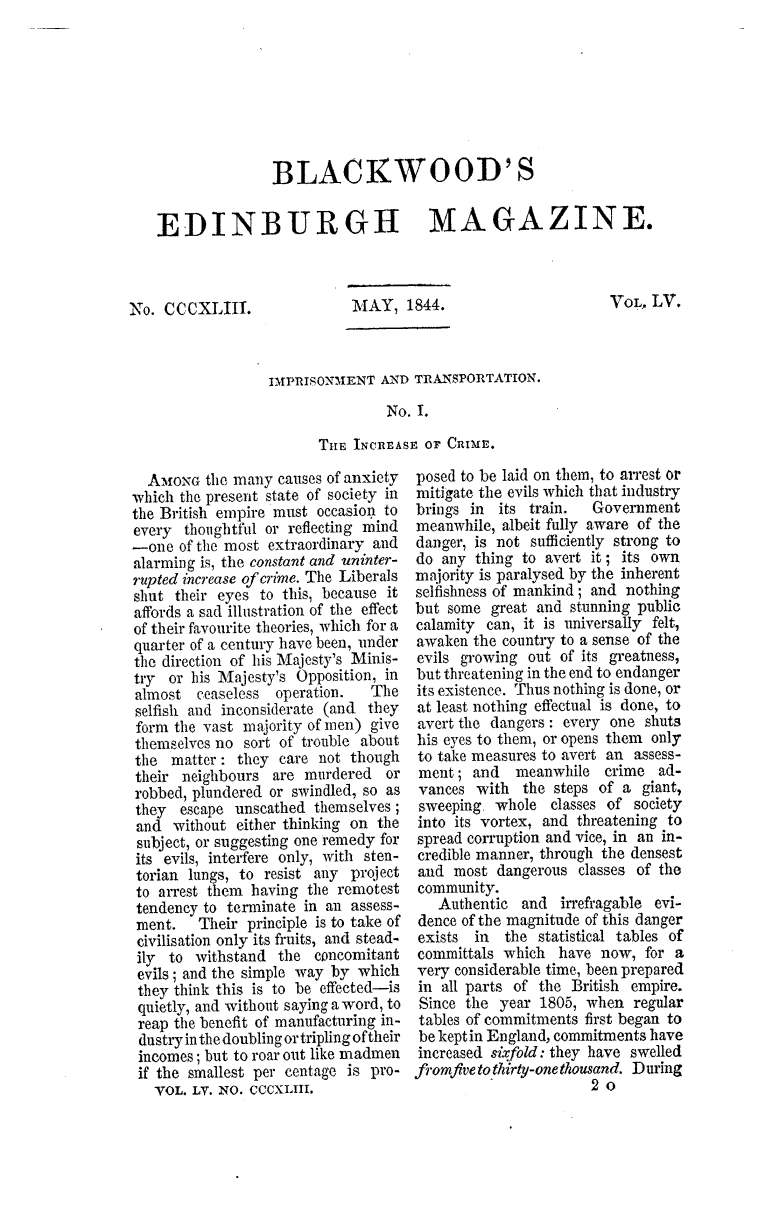 BLACKWOOD'S
EDINBURGH MAGAZINE.
No. CCCXLIII.
MAY, 1844.
VOL. LV.
IMPRISONMENT AND TRANSPORTATION.
No. I.
THE INCREASE OF CRIME.
AMONG the many causes of anxiety
which the present state of society in
the British empire must occasion to
every thoughtful or reflecting mind
—one of the most extraordinary and
alarming is, the constant and uninter-
rupted increase of crime. The Liberals
shut their eyes to this, because it
affords a sad illustration of the effect
of their favourite theories, which for a
quarter of a century have been, under
the direction of his Majesty's Minis-
try or his Majesty's Opposition, in
almost ceaseless operation. The
selfish and inconsiderate (and they
form the vast majority of men) give
themselves no sort of trouble about
the matter: they care not though
their neighbours are murdered or
robbed, plundered or swindled, so as
they escape unscathed themselves;
and without either thinking on the
subject, or suggesting one remedy for
its evils, interfere only, with sten-
torian lungs, to resist any project
to arrest them having the remotest
tendency to terminate in an assess-
ment. Their principle is to take of
civilisation only its fruits, and stead-
ily to withstand the concomitant
evils; and the simple way by which
they think this is to be effected—is
quietly, and without saying a word, to
reap the benefit of manufacturing in-
dustry in the doubling or tripling of their
incomes; but to roar out like madmen
if the smallest per centage is pro-
VOL. LV. NO. CCCXLIII.
posed to be laid on them, to arrest or
mitigate the evils which that industry
brings in its train. Government
meanwhile, albeit fully aware of the
danger, is not sufficiently strong to
do any thing to avert it; its own
majority is paralysed by the inherent
selfishness of mankind; and nothing
but some great and stunning public
calamity can, it is universally felt,
awaken the country to a sense of the
evils growing out of its greatness,
but threatening in the end to endanger
its existence. Thus nothing is done, or
at least nothing effectual is done, to
avert the dangers: every one shuts
his eyes to them, or opens them only
to take measures to avert an assess-
ment; and meanwhile crime ad-
vances with the steps of a giant,
sweeping whole classes of society
into its vortex, and threatening to
spread corruption and vice, in an in-
credible manner, through the densest
and most dangerous classes of the
community.
Authentic and irrefragable evi-
dence of the magnitude of this danger
exists in the statistical tables of
committals which have now, for a
very considerable time, been prepared
in all parts of the British empire.
Since the year 1805, when regular
tables of commitments first began to
be kept in England, commitments have
increased sixfold: they have swelled
from five to thirty-one thousand. During
2 O